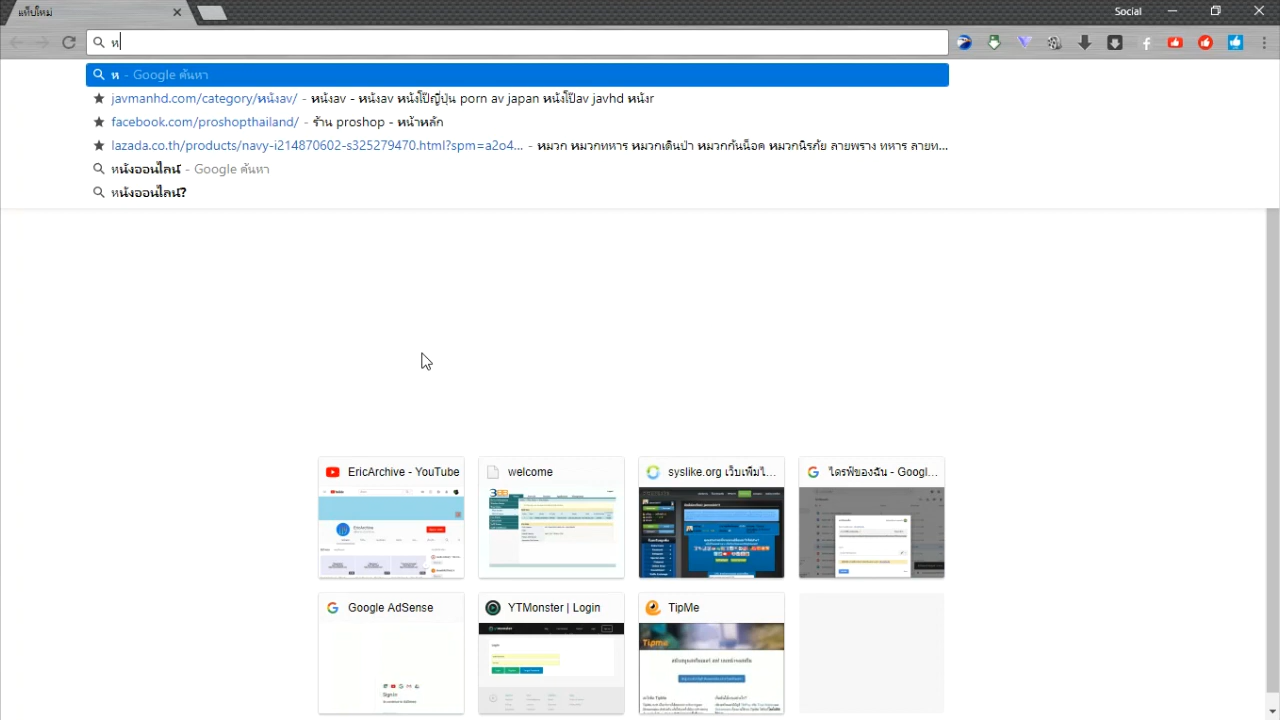 แท็บใหม่
Social
ห
ห - Google ค้นหา
javmanhd.com/category/หนังav/ - หนังav - หนังav หนังโป๊ญี่ปุ่น porn av japan หนังโป๊av javhd หนังร
facebook.com/proshopthailand/ - ร้าน proshop - หน้าหลัก
lazada.co.th/products/navy-i214870602-s325279470.html?spm=a2o4... - หมวก หมวกทหาร หมวกเดินป่า หมวกกันน็อค หมวกนิรภัย ลายพราง ทหาร ลายท...
หนังออนไลน์ - Google ค้นหา
หนังออนไลน์?
EricArchive - YouTube
welcome
syslike.org เว็บเพิ่มไ...
ไดรฟ์ของฉัน - Googl...
Google AdSense
YTMonster | Login
TipMe
Sign in
Tipme